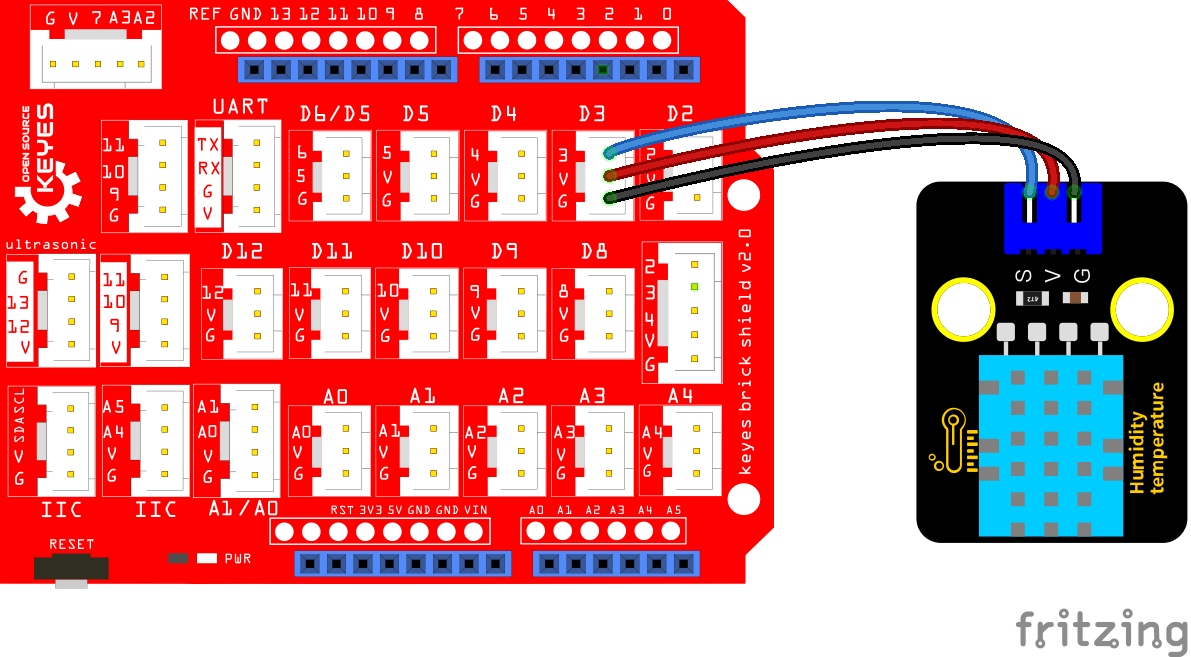 G V 7 A3 A2
REF GND 13 12 11 10 9 8
7 6 5 4 3 2 1 0
OPEN SOURCE
KEYES
11
10
9
G
UART
TX
RX
G
V
D6/D5
6
5
G
D5
5
V
G
D4
4
V
G
D3
3
V
G
D2
2
V
G
ultrasonic
G
13
12
V
11
10
9
V
D12
12
V
G
D11
11
V
G
D10
10
V
G
D9
9
V
G
D8
8
V
G
2
3
4
V
G
keyes brick shield v2.0
SCL
SDA
V
G
IIC
A5
A4
V
G
IIC
A1
A0
V
G
A1/A0
A0
A0
V
G
A1
A1
V
G
A2
A2
V
G
A3
A3
V
G
A4
A4
V
G
RST 3V3 5V GND GND VIN
A0 A1 A2 A3 A4 A5
RESET
PWR
S
V
G
472
Humidity
temperature
fritzing